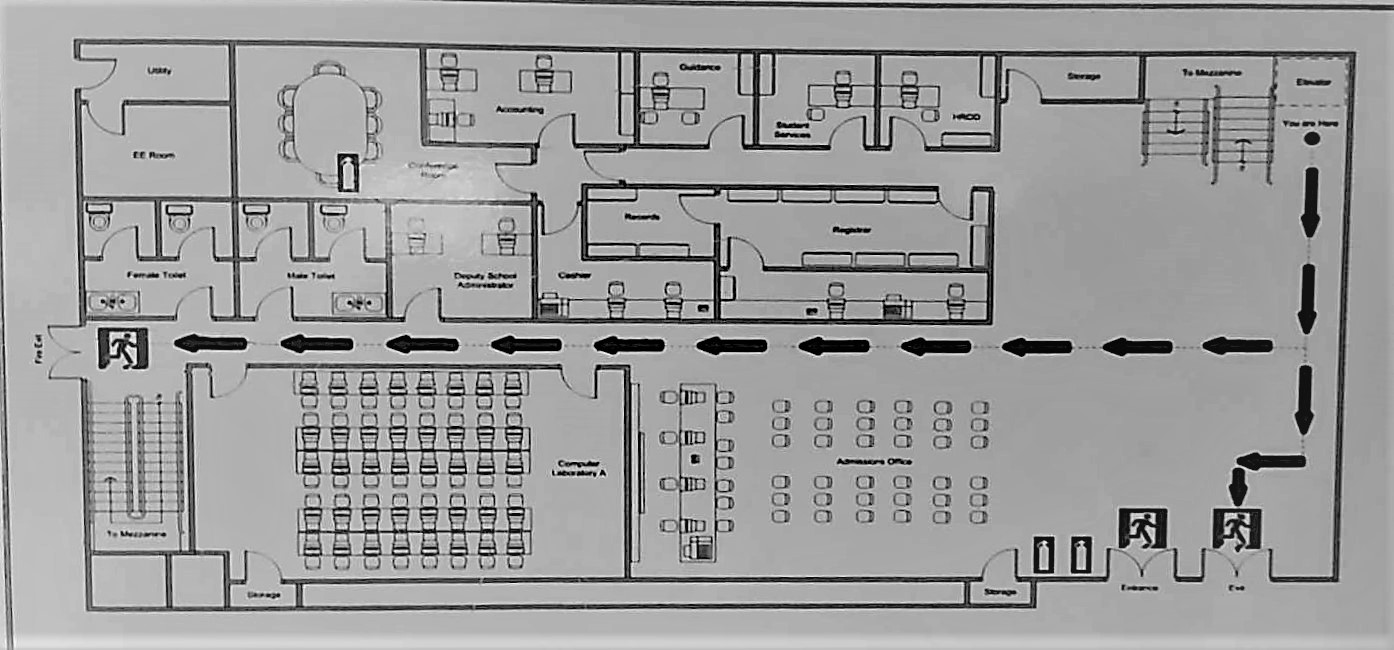 Utility
Guidance
Storage
To Mezzanine
Elevator
Accounting
Student
Services
HRDD
You are Here
EE Room
Conference
Room
Records
Registrar
Female Toilet
Male Toilet
Deputy School
Administrator
Cashier
Fire Exit
Computer
Laboratory A
Admissions Office
To Mezzanine
Storage
Storage
Entrance
Exit